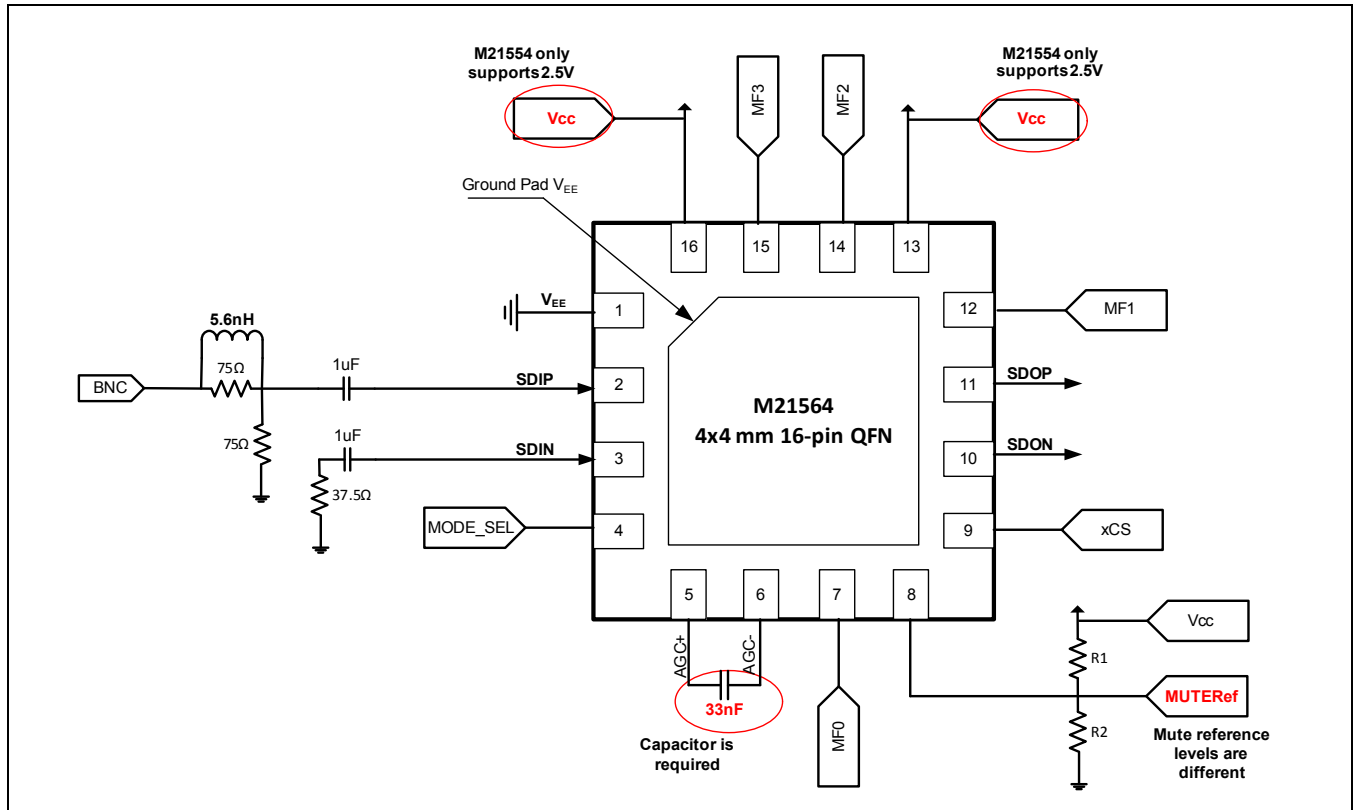 M21554 only
supports 2.5V
Vcc
MF3
MF2
M21554 only
supports 2.5V
Vcc
Ground Pad VEE
16
15
14
13
VEE
1
12
MF1
5.6nH
75Ω
1uF
BNC
SDIP
2
11
SDOP
M21564
4x4 mm 16-pin QFN
75Ω
1uF
SDIN
3
10
SDON
37.5Ω
MODE_SEL
4
9
xCS
5
6
7
8
AGC+
AGC-
33nF
Capacitor is
required
MF0
Vcc
R1
MUTERef
R2
Mute reference
levels are
different